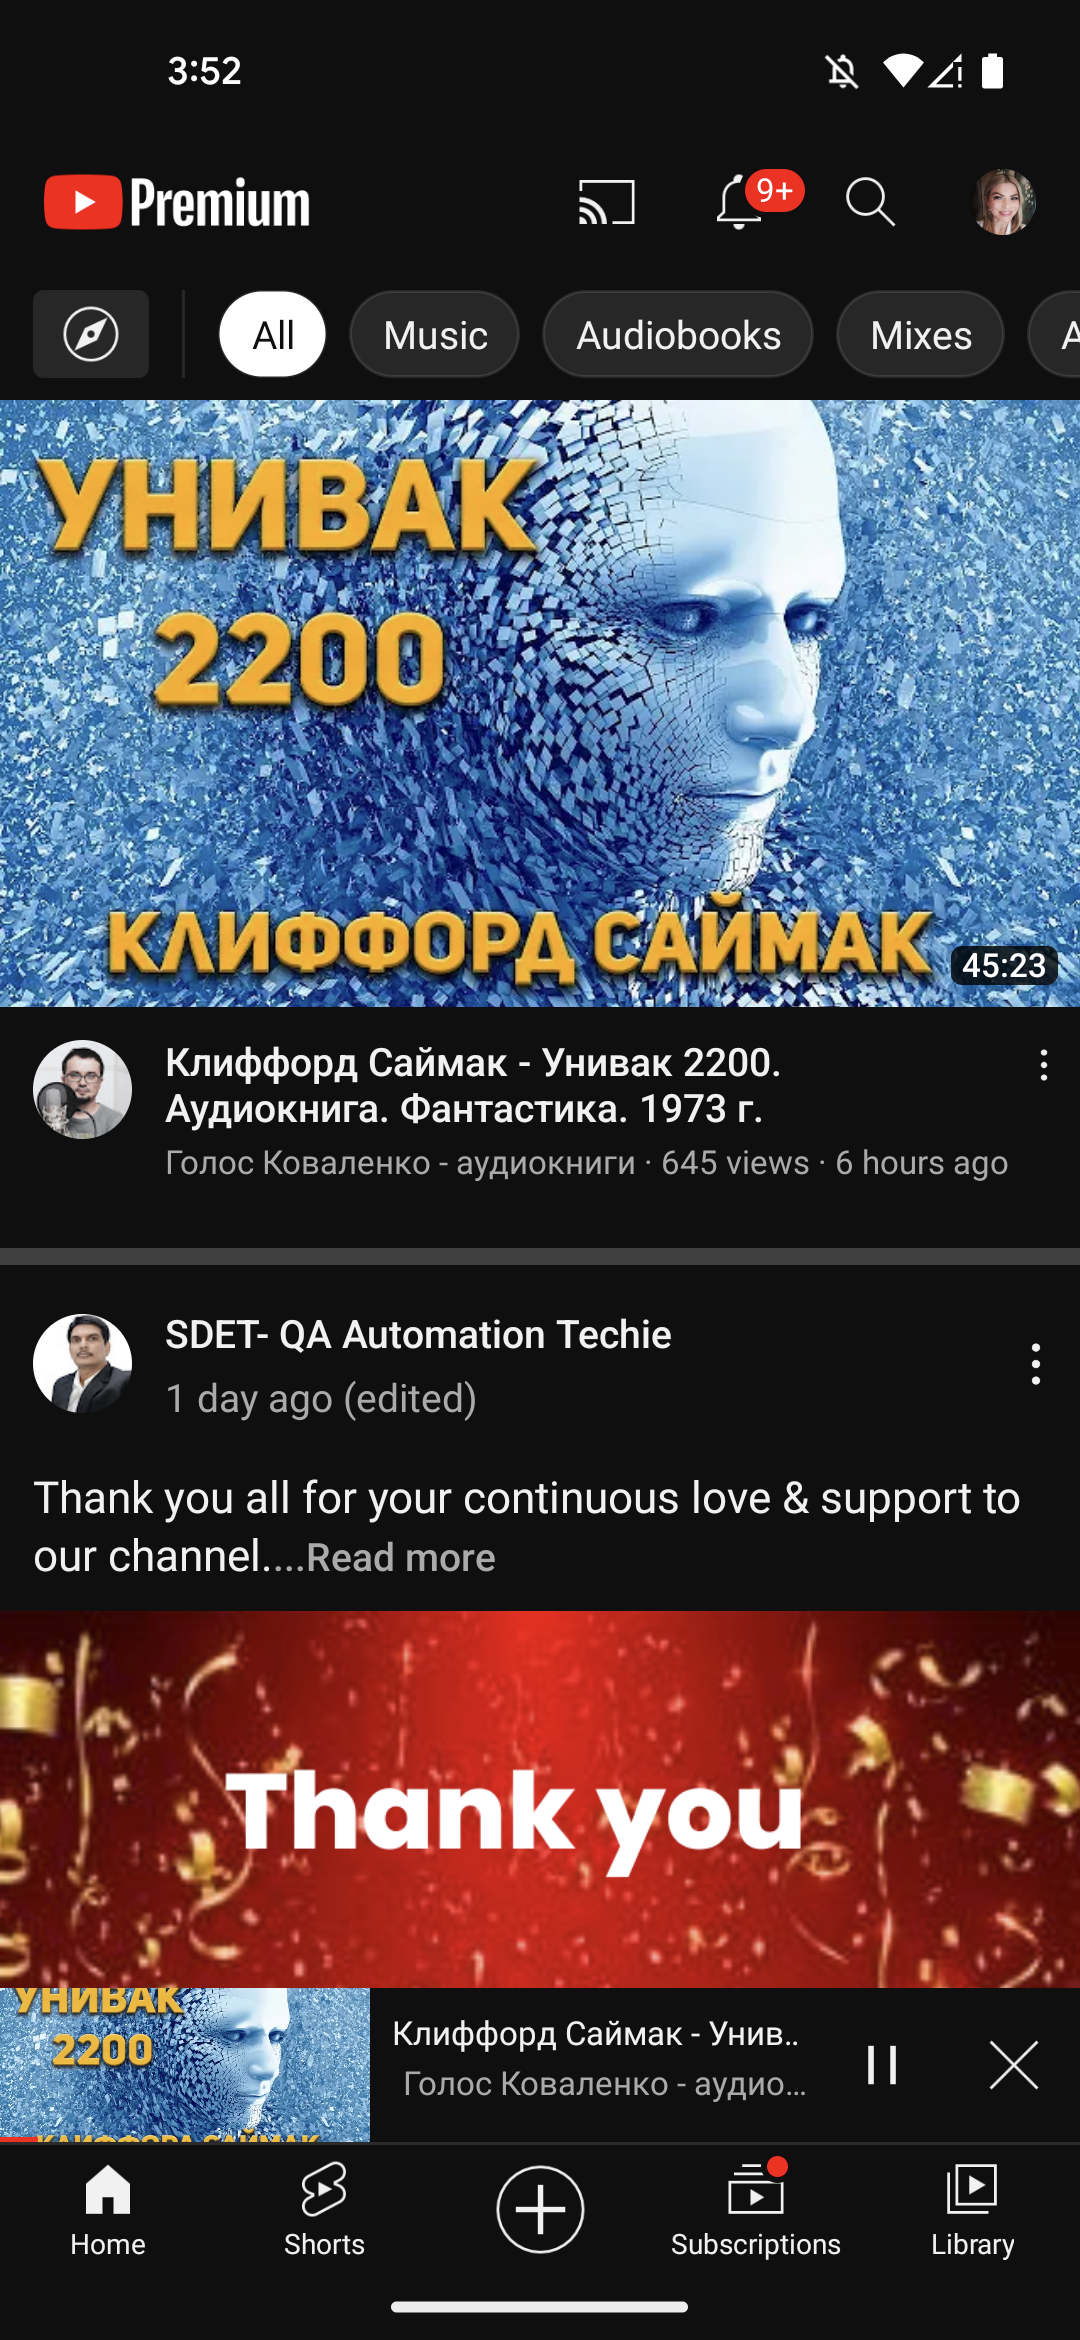 3:52
Premium
9+
All
Music
Audiobooks
Mixes
A
УНИВАК
2200
КЛИФФОРД САЙМАК
45:23
Клиффорд Саймак - Унивак 2200.
Аудиокнига. Фантастика. 1973 г.
Голос Коваленко - аудиокниги · 645 views · 6 hours ago
SDET- QA Automation Techie
1 day ago (edited)
Thank you all for your continuous love & support to
our channel....Read more
Thank you
УНИВАК
2200
КЛИФФОРД САЙМАК
Клиффорд Саймак - Унив..
Голос Коваленко - аудио...
Home
Shorts
Subscriptions
Library